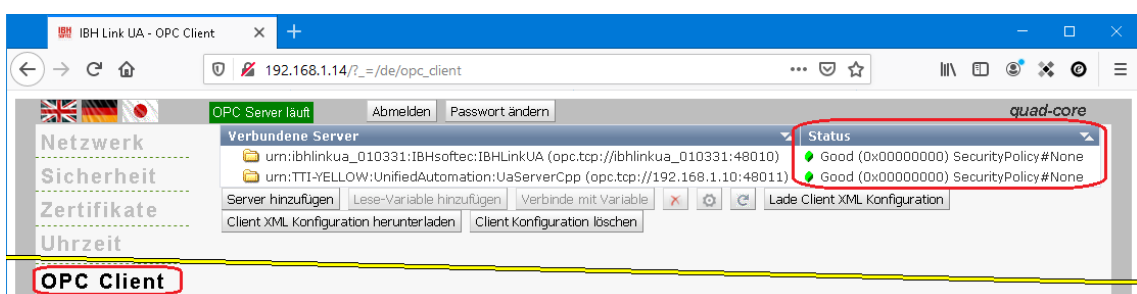 IBH Link UA - OPC Client
192.168.1.14/?_=/de/opc_client
OPC Server läuft Abmelden Passwort ändern quad-core
Netzwerk
Sicherheit
Zertifikate
Uhrzeit
OPC Client
Verbundene Server Status
urn:ibhlinkua_010331:IBHsoftec:IBHLinkUA (opc.tcp://ibhlinkua_010331:48010) Good (0x00000000) SecurityPolicy#None
urn:TTI-YELLOW:UnifiedAutomation:UaServerCpp (opc.tcp://192.168.1.10:48011) Good (0x00000000) SecurityPolicy#None
Server hinzufügen Lese-Variable hinzufügen Verbinde mit Variable Lade Client XML Konfiguration
Client XML Konfiguration herunterladen Client Konfiguration löschen